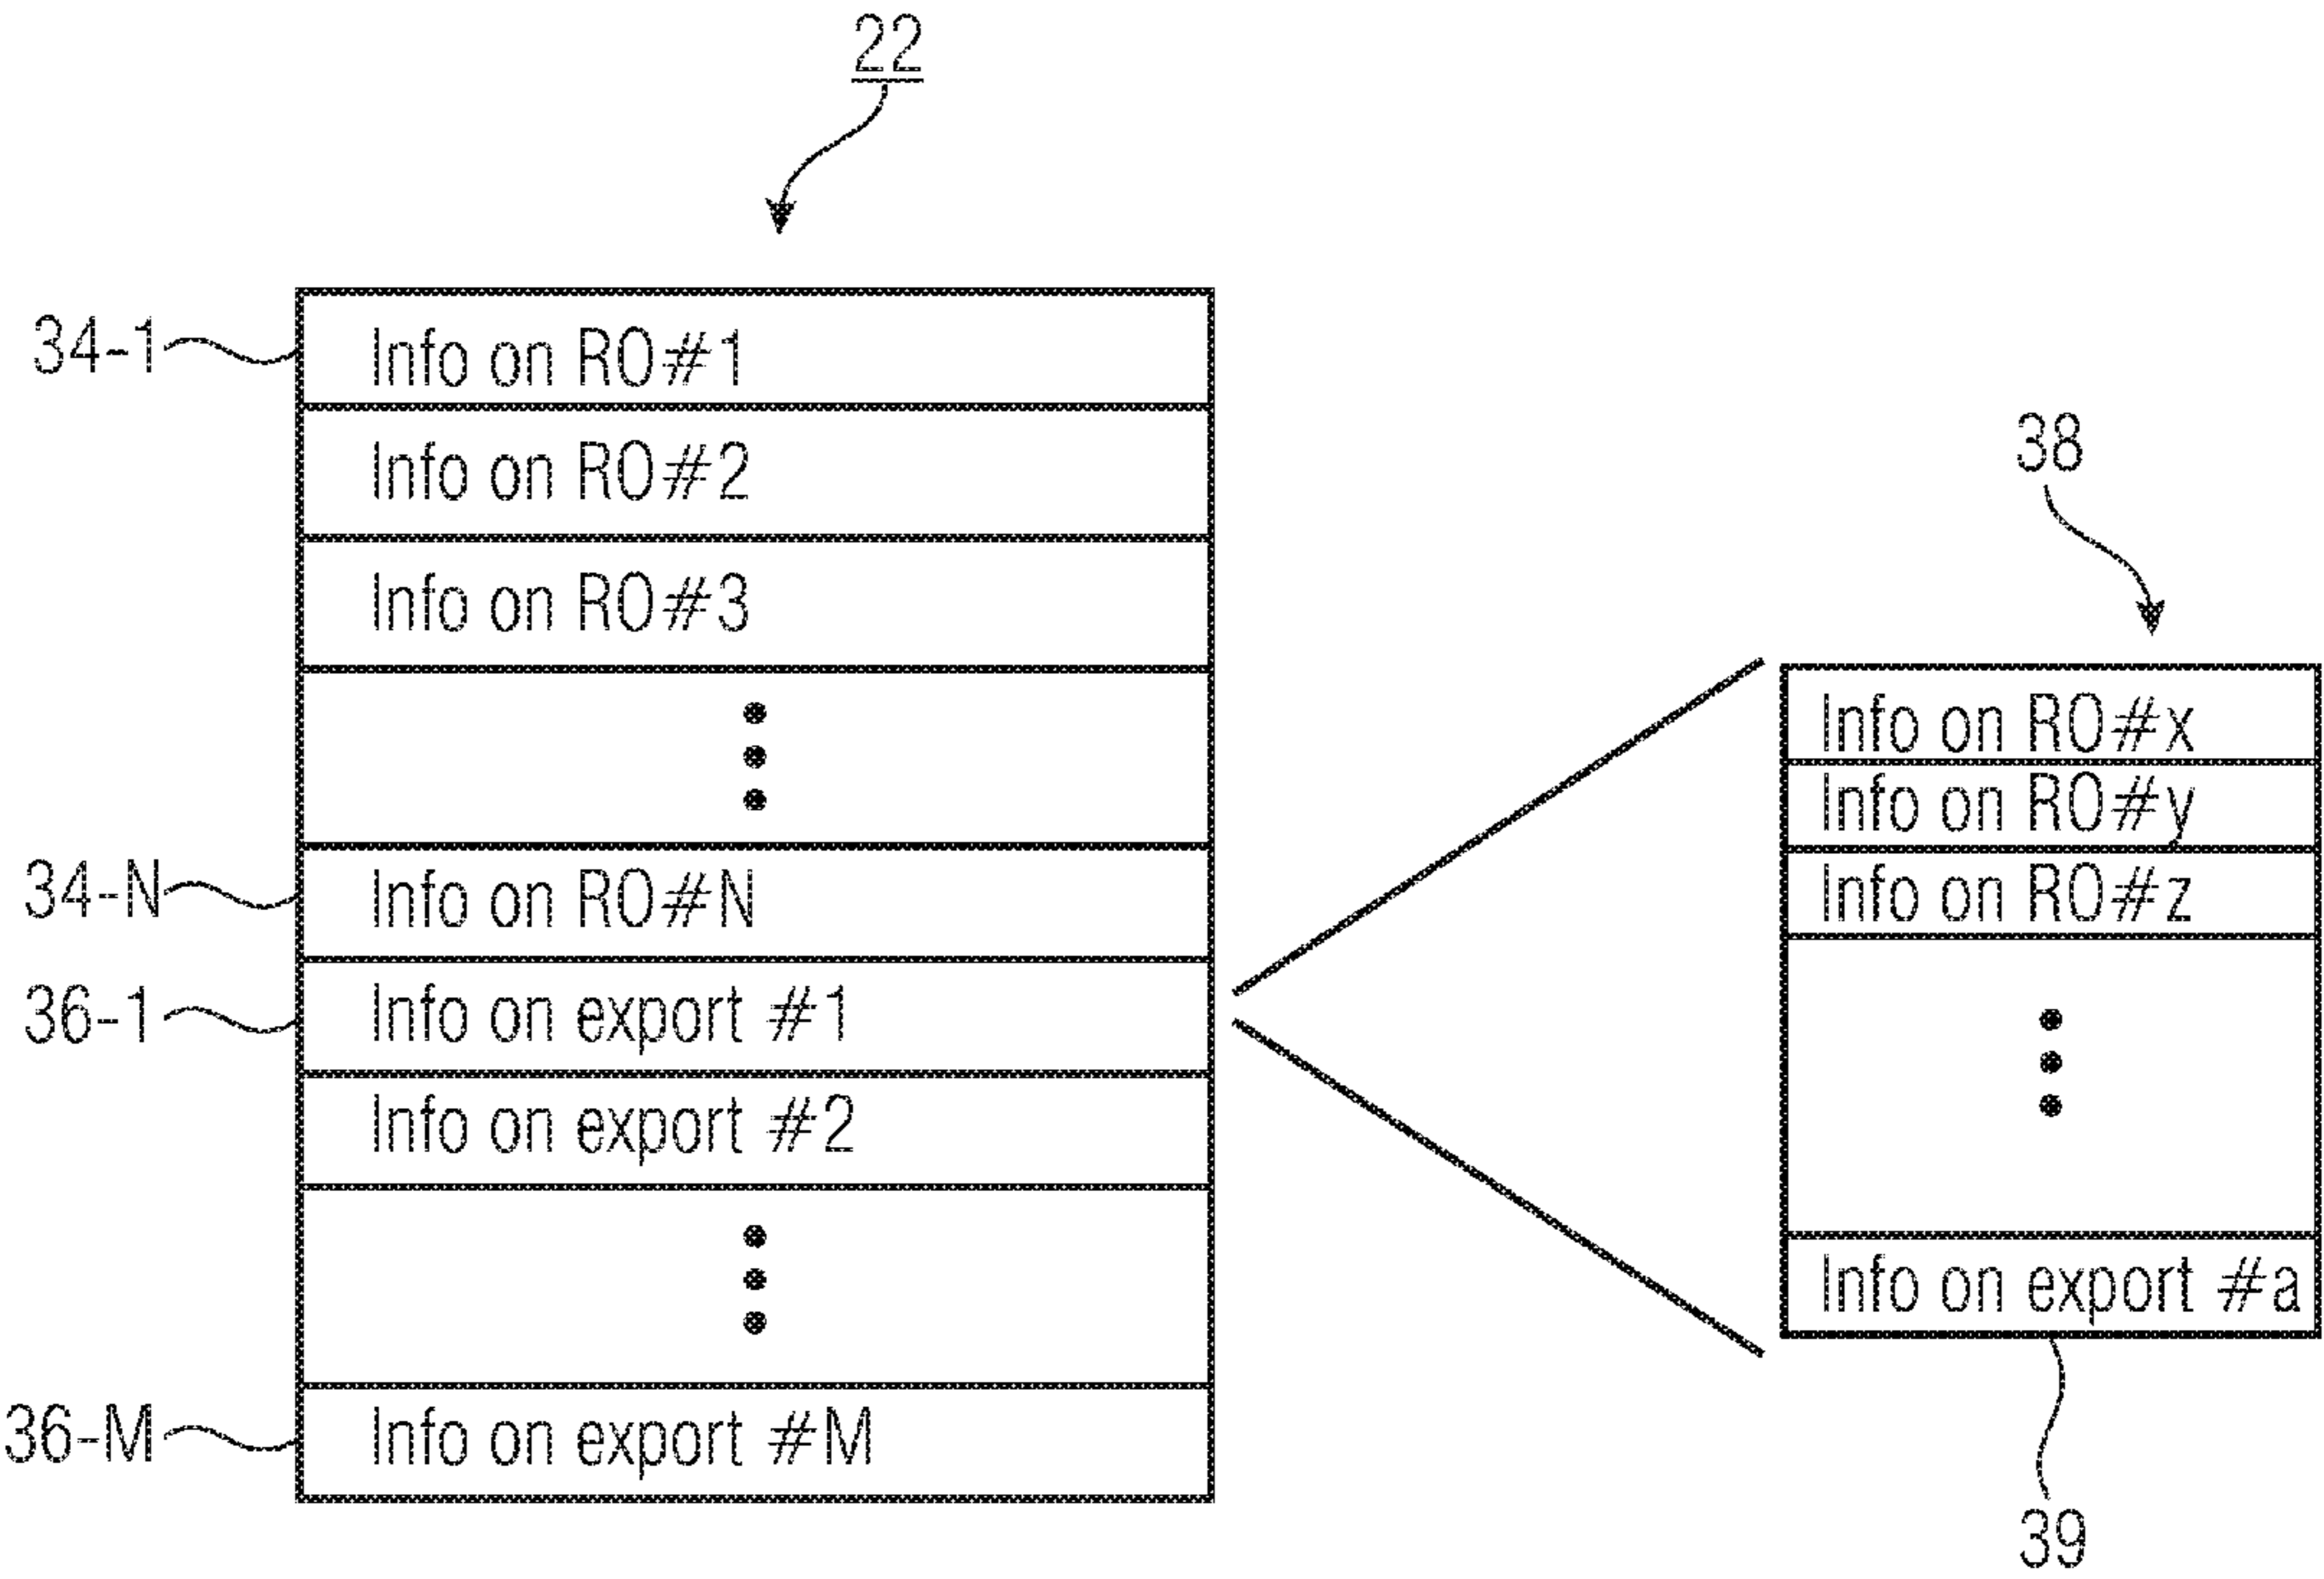 22
34-1 Info on RO#1
Info on RO#2
Info on RO#3
34-N Info on RO#N
36-1 Info on export #1
Info on export #2
36-M Info on export #M
38
Info on RO#x
Info on RO#y
Info on RO#z
Info on export #a
39